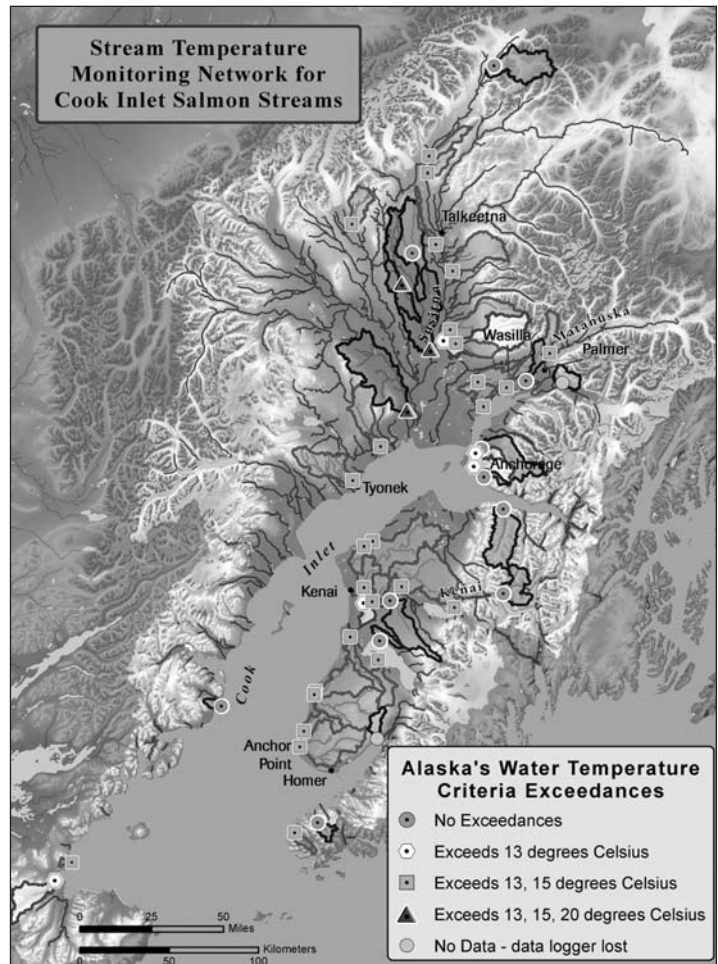 Stream Temperature
Monitoring Network for
Cook Inlet Salmon Streams
Talkeetna
Susitna
Wasilla
Matanuska
Palmer
Anchorage
Tyonek
Inlet
Kenai
Kenai
Cook
Anchor
Point
Homer
Alaska's Water Temperature
Criteria Exceedances
No Exceedances
Exceeds 13 degrees Celsius
Exceeds 13, 15 degrees Celsius
Exceeds 13, 15, 20 degrees Celsius
No Data - data logger lost
0 25 50
Miles
0 50 100
Kilometers